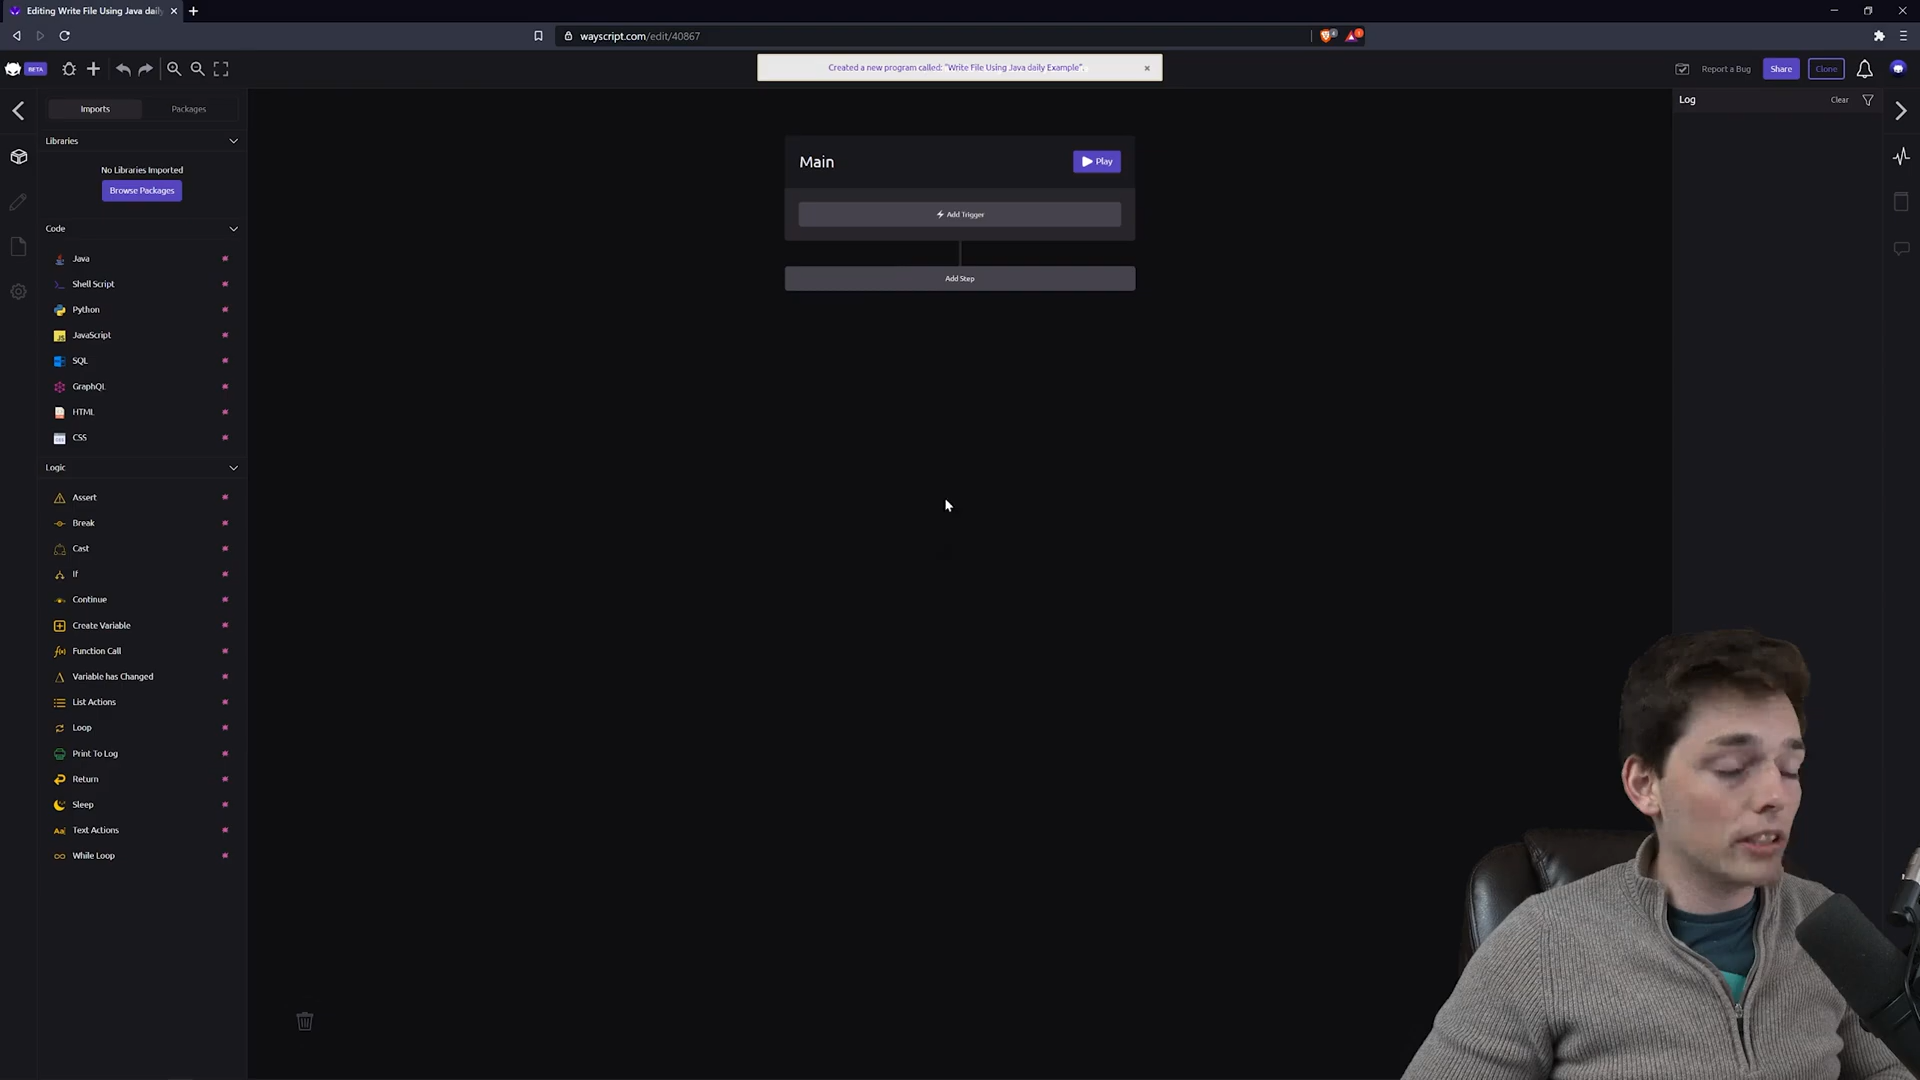 Editing Write File Using Java dail
wayscript.com/edit/40867
BETA
Created a new program called: "Write File Using Java daily Example".
Report a Bug
Share
Clone
Imports
Packages
Libraries
No Libraries Imported
Browse Packages
Code
Java
Shell Script
Python
JavaScript
SQL
GraphQL
HTML
CSS
Logic
Assert
Break
Cast
If
Continue
Create Variable
Function Call
Variable has Changed
List Actions
Loop
Print To Log
Return
Sleep
Text Actions
While Loop
Main
Play
Add Trigger
Add Step
Log
Clear